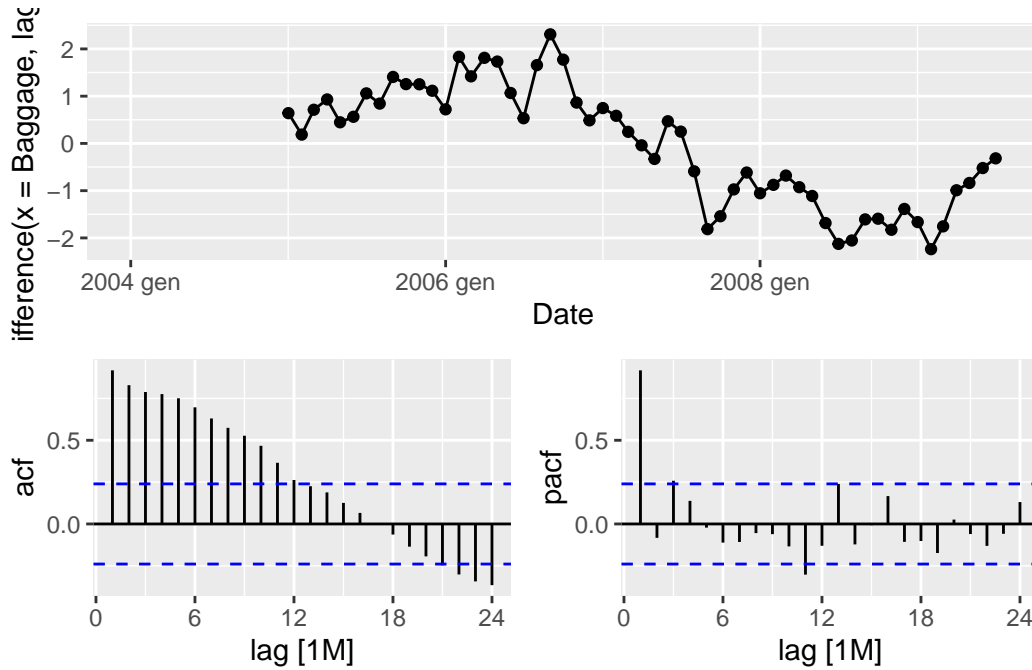 ifference(x = Baggage, lag
2
1
0
−1
−2
2004 gen 2006 gen 2008 gen
Date
acf
0.5
0.0
0 6 12 18 24
lag [1M]
pacf
0.5
0.0
0 6 12 18 24
lag [1M]